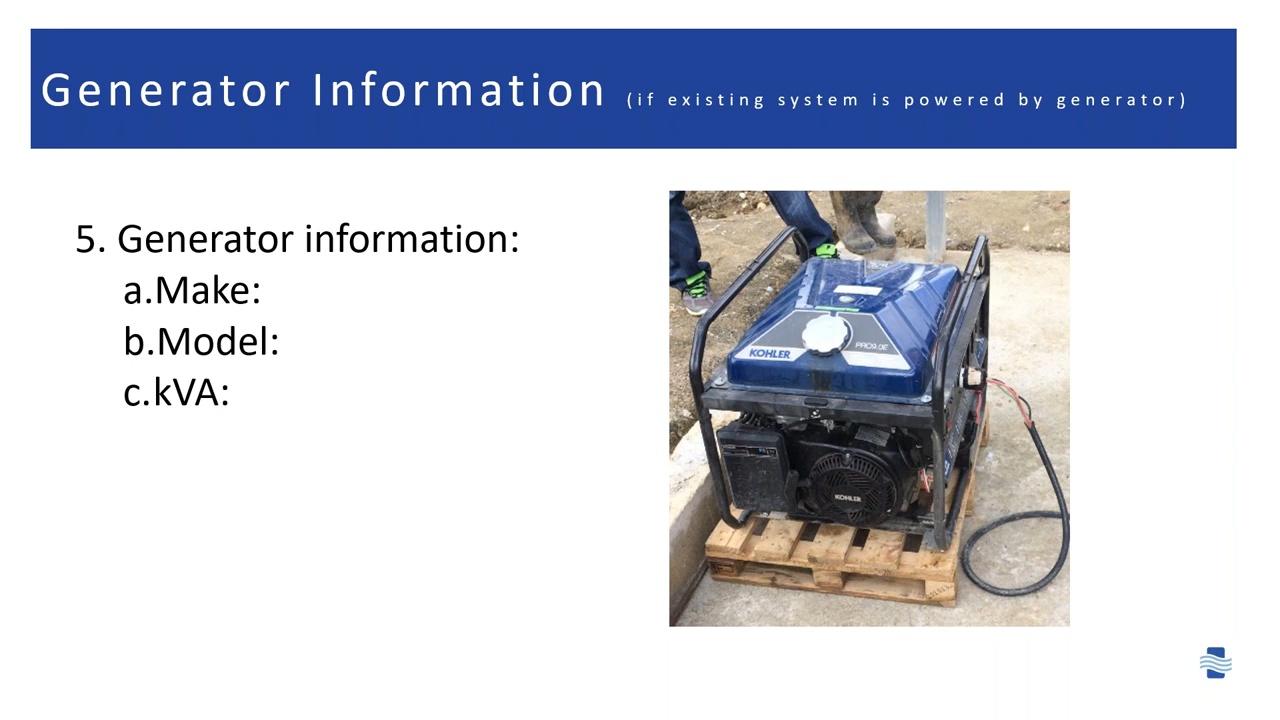 Generator Information (if existing system is powered by generator)
5. Generator information:
a.Make:
b.Model:
c.kVA:
KOHLER
PRO9.0E
KOHLER